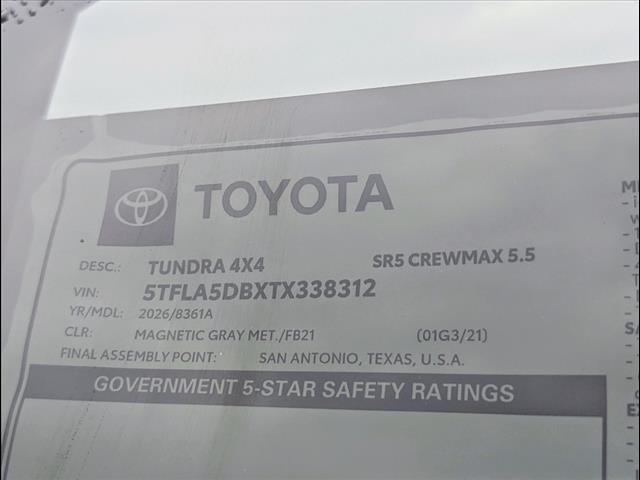 TOYOTA
DESC.: TUNDRA 4X4 SR5 CREWMAX 5.5
VIN: 5TFLA5DBXTX338312
YR/MDL: 2026/8361A
CLR: MAGNETIC GRAY MET./FB21 (01G3/21)
FINAL ASSEMBLY POINT: SAN ANTONIO, TEXAS, U.S.A.
GOVERNMENT 5-STAR SAFETY RATINGS